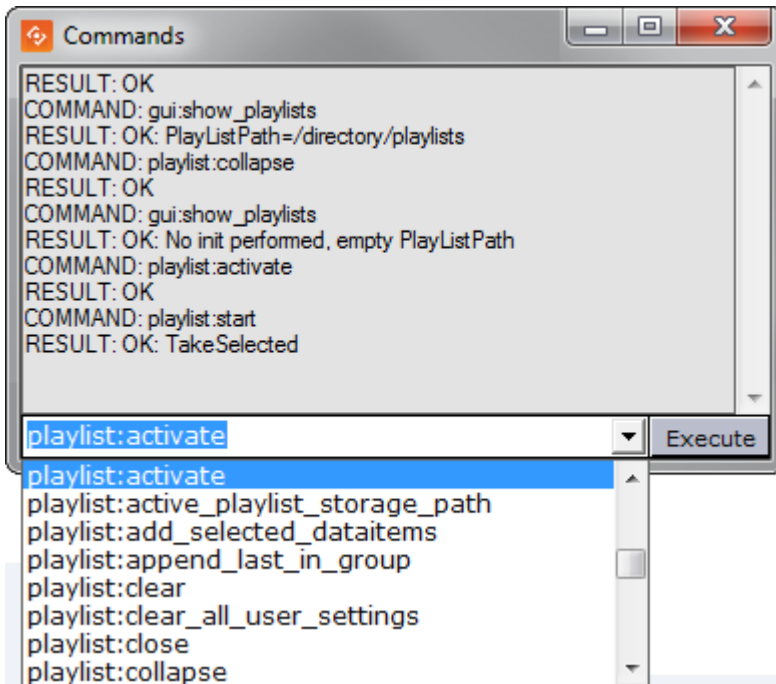 Commands
RESULT: OK
COMMAND: gui:show_playlists
RESULT: OK: PlayListPath=/directory/playlists
COMMAND: playlist:collapse
RESULT: OK
COMMAND: gui:show_playlists
RESULT: OK: No init performed, empty PlayListPath
COMMAND: playlist:activate
RESULT: OK
COMMAND: playlist:start
RESULT: OK: TakeSelected
playlist:activate Execute
playlist:activate
playlist:active_playlist_storage_path
playlist:add_selected_dataitems
playlist:append_last_in_group
playlist:clear
playlist:clear_all_user_settings
playlist:close
playlist:collapse